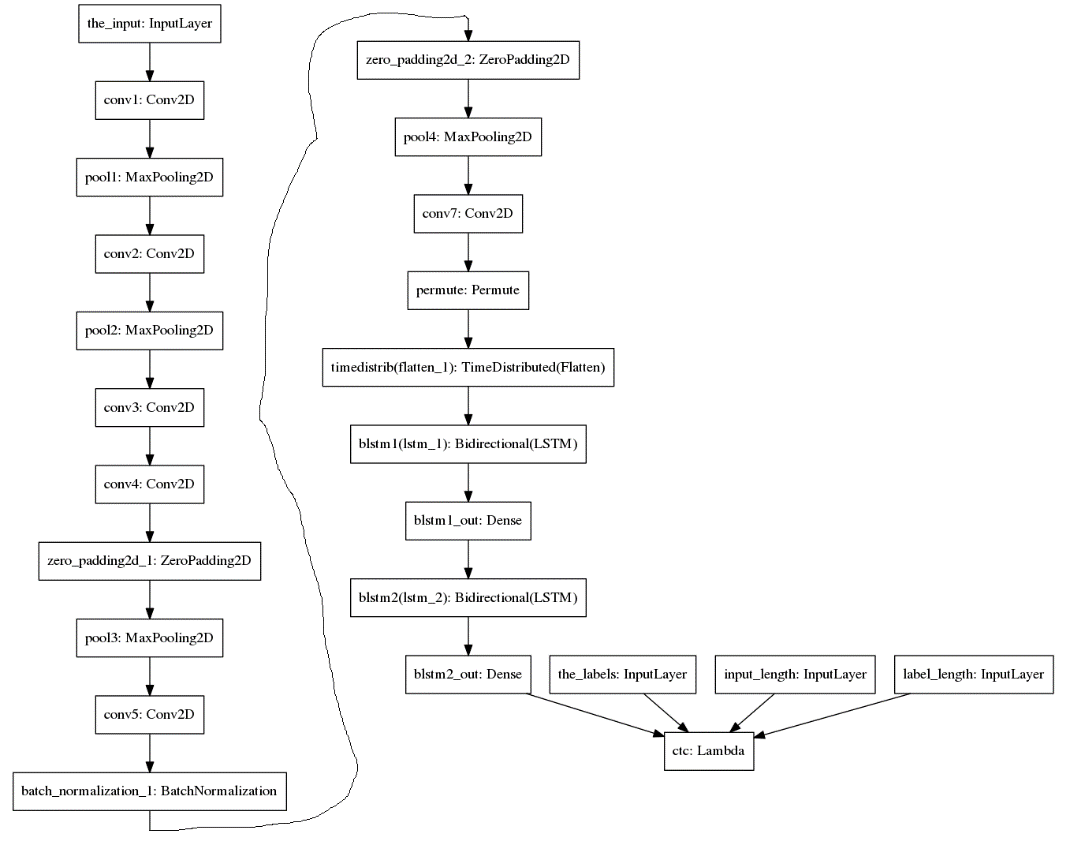 the_input: InputLayer
conv1: Conv2D
pool1: MaxPooling2D
conv2: Conv2D
pool2: MaxPooling2D
conv3: Conv2D
conv4: Conv2D
zero_padding2d_1: ZeroPadding2D
pool3: MaxPooling2D
conv5: Conv2D
batch_normalization_1: BatchNormalization
zero_padding2d_2: ZeroPadding2D
pool4: MaxPooling2D
conv7: Conv2D
permute: Permute
timedistrib(flatten_1): TimeDistributed(Flatten)
blstm1(lstm_1): Bidirectional(LSTM)
blstm1_out: Dense
blstm2(lstm_2): Bidirectional(LSTM)
blstm2_out: Dense
the_labels: InputLayer
input_length: InputLayer
label_length: InputLayer
ctc: Lambda